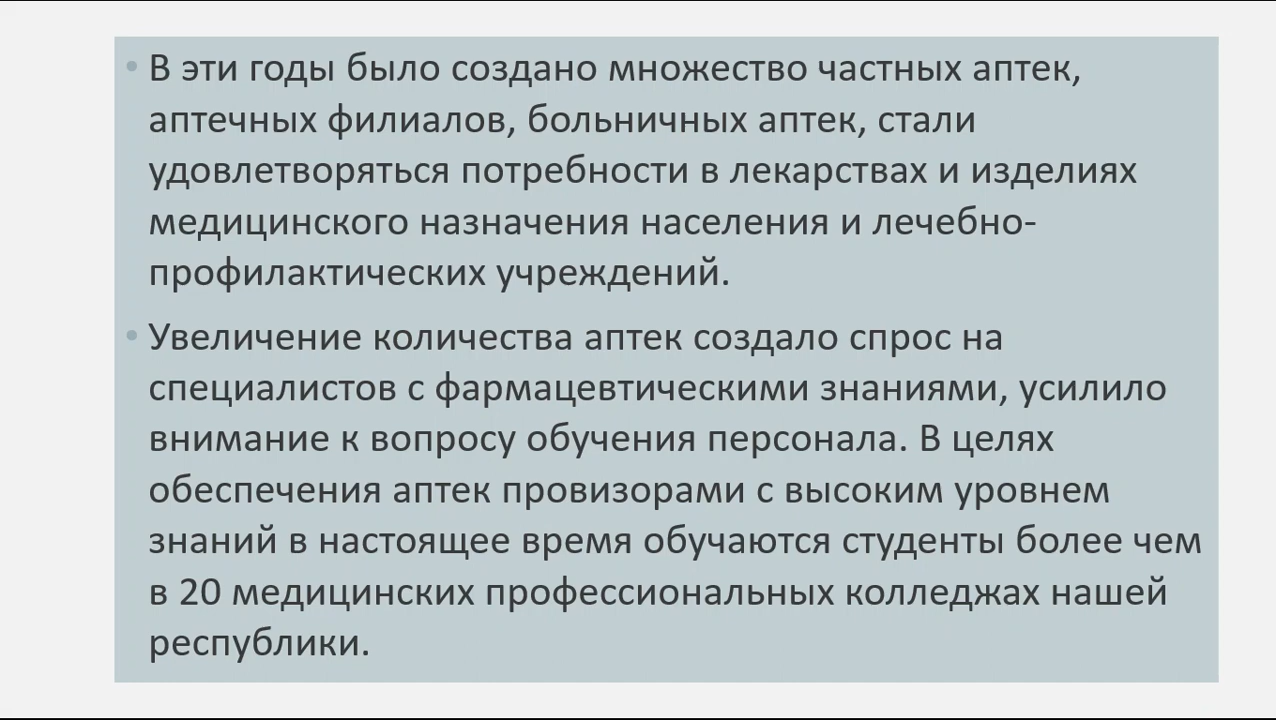 • В эти годы было создано множество частных аптек,
аптечных филиалов, больничных аптек, стали
удовлетворяться потребности в лекарствах и изделиях
медицинского назначения населения и лечебно-
профилактических учреждений.
• Увеличение количества аптек создало спрос на
специалистов с фармацевтическими знаниями, усилило
внимание к вопросу обучения персонала. В целях
обеспечения аптек провизорами с высоким уровнем
знаний в настоящее время обучаются студенты более чем
в 20 медицинских профессиональных колледжах нашей
республики.